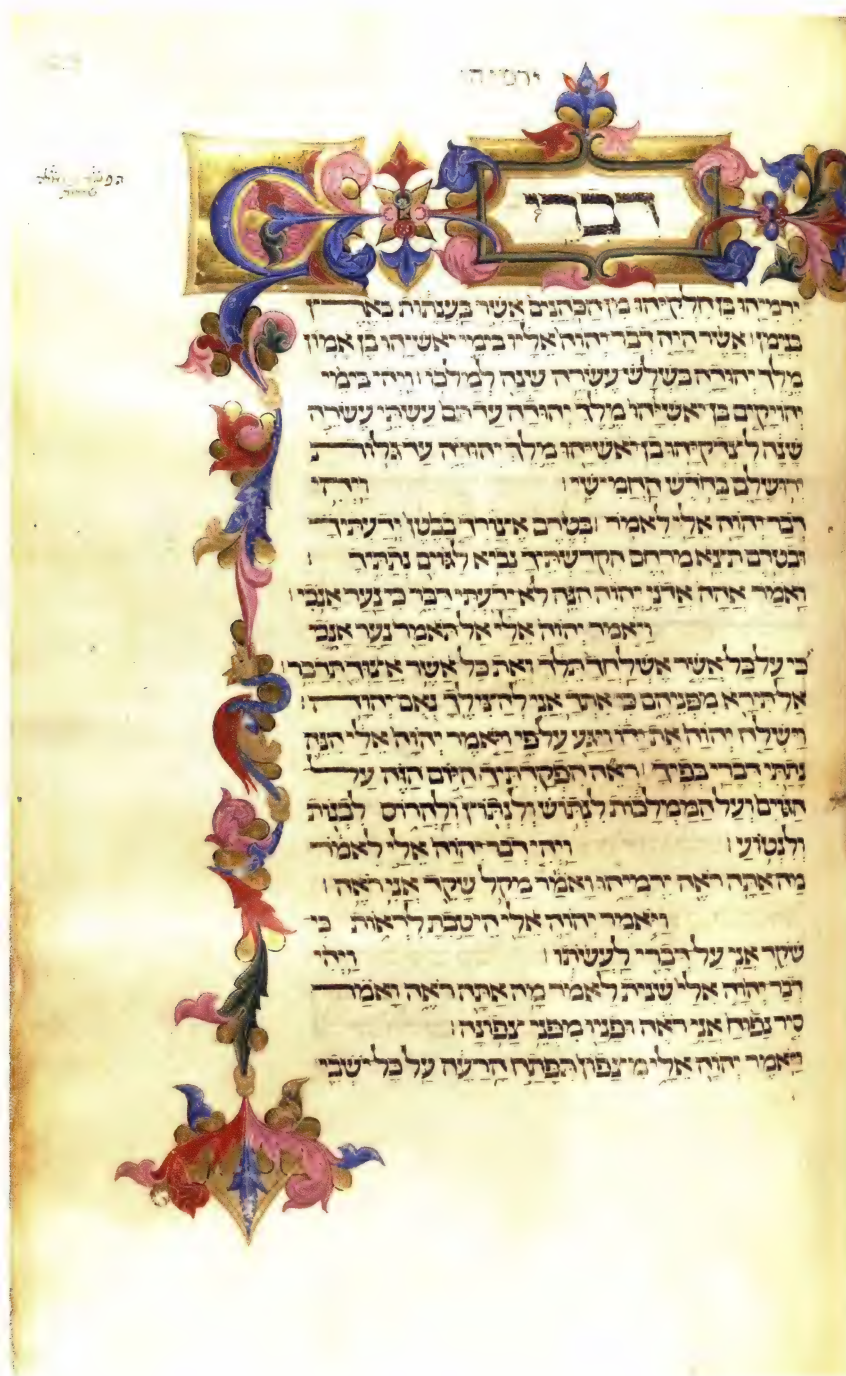 ירמיהו
דברי
ירמיהו בן חלקיהו מן הכהנים אשר בענתות בארץ
בנימן׃ אשר היה דבר יהוה אליו בימי יאשיהו בן אמון
מלך יהודה בשלש עשרה שנה למלכו׃ ויהי בימי
יהויקים בן יאשיהו מלך יהודה עד תם עשתי עשרה
שנה לצדקיהו בן יאשיהו מלך יהודה עד גלות
ירושלם בחדש החמישי׃ ויהי
דבר יהוה אלי לאמר׃ בטרם אצורך בבטן ידעתיך
ובטרם תצא מרחם הקדשתיך נביא לגוים נתתיך׃
ואמר אהה אדני יהוה הנה לא ידעתי דבר כי נער אנכי׃
ויאמר יהוה אלי אל תאמר נער אנכי
כי על כל אשר אשלחך תלך ואת כל אשר אצוך תדבר׃
אל תירא מפניהם כי אתך אני להצילך נאם יהוה׃
וישלח יהוה את ידו ויגע על פי ויאמר יהוה אלי הנה
נתתי דברי בפיך׃ ראה הפקדתיך היום הזה על
הגוים ועל הממלכות לנתוש ולנתוץ ולהרוס לבנות
ולנטוע׃ ויהי דבר יהוה אלי לאמר
מה אתה ראה ירמיהו ואמר מקל שקד אני ראה׃
ויאמר יהוה אלי היטבת לראות כי
שקד אני על דברי לעשתו׃ ויהי
דבר יהוה אלי שנית לאמר מה אתה ראה ואמר
סיר נפוח אני ראה ופניו מפני צפונה׃
ויאמר יהוה אלי מצפון תפתח הרעה על כל ישבי